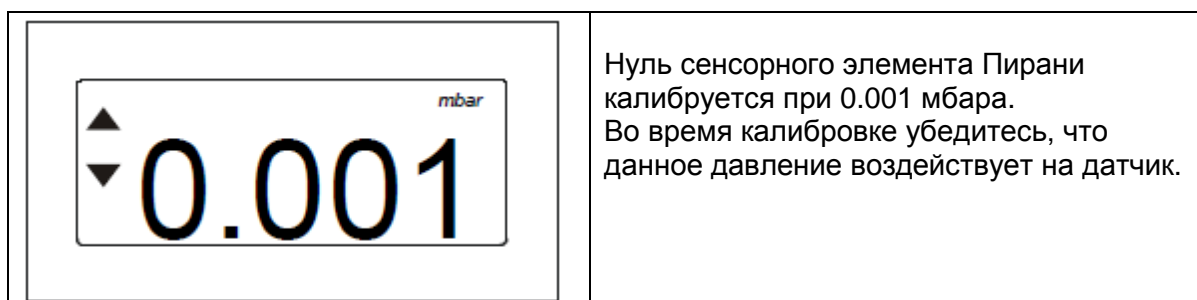 mbar
0.001
Нуль сенсорного элемента Пирани
калибруется при 0.001 мбара.
Во время калибровке убедитесь, что
данное давление воздействует на датчик.